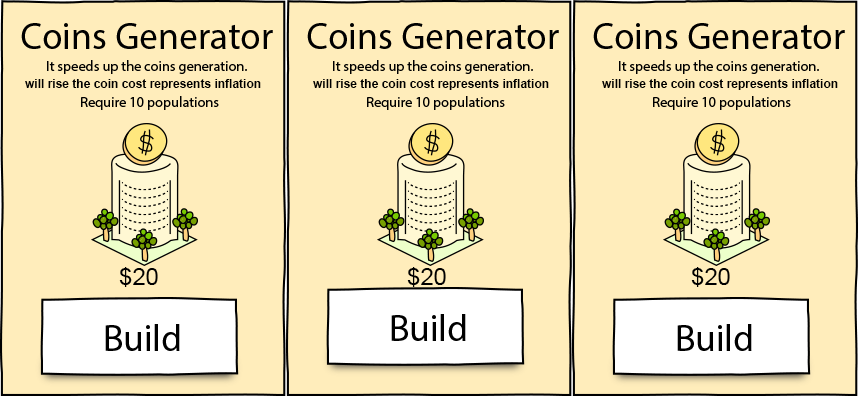 Coins Generator
It speeds up the coins generation.
will rise the coin cost represents inflation
Require 10 populations
$
$20
Build
Coins Generator
It speeds up the coins generation.
will rise the coin cost represents inflation
Require 10 populations
$
$20
Build
Coins Generator
It speeds up the coins generation.
will rise the coin cost represents inflation
Require 10 populations
$
$20
Build